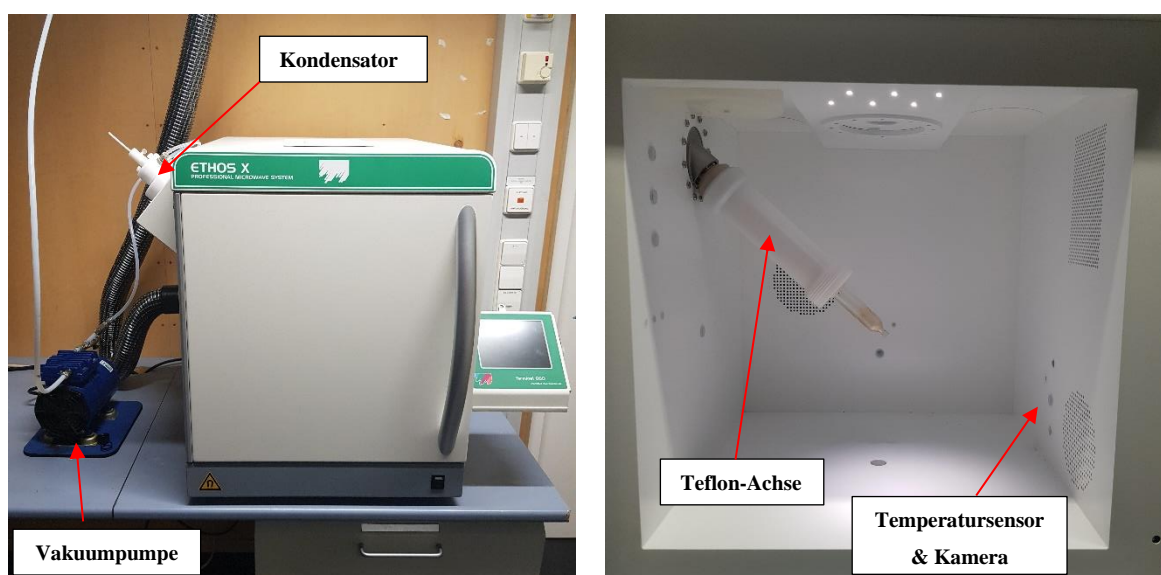 Kondensator
ETHOS X
PROFESSIONAL MICROWAVE SYSTEM
Vakuumpumpe
Teflon-Achse
Temperatursensor
& Kamera